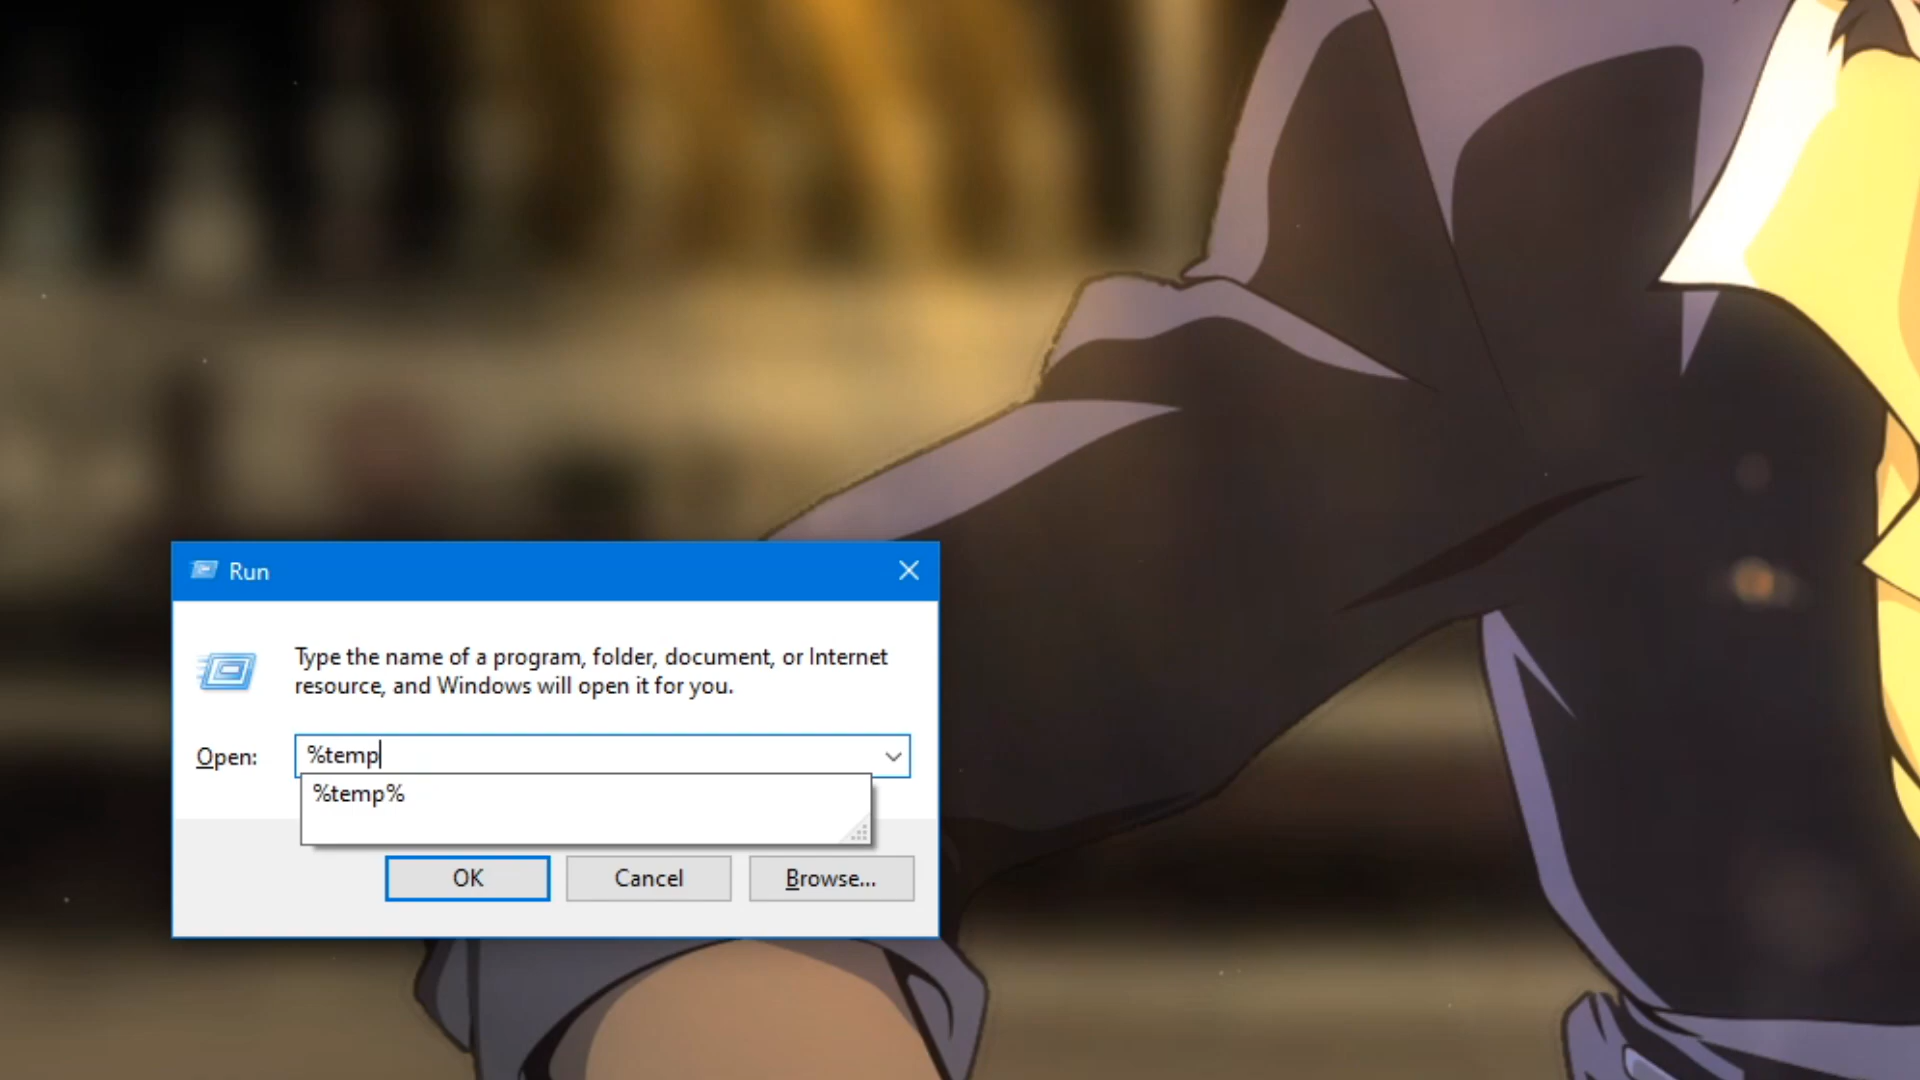 Run
Type the name of a program, folder, document, or Internet
resource, and Windows will open it for you.
Open: %temp
%temp%
OK Cancel Browse...